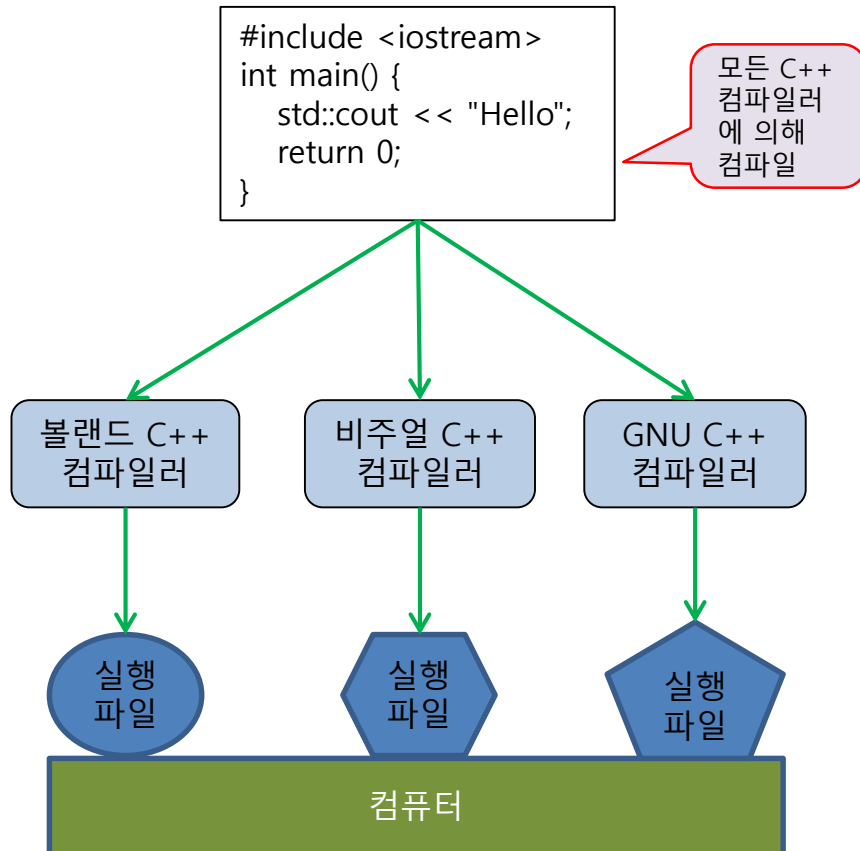 #include <iostream>
int main() {
std::cout << "Hello";
return 0;
}
모든 C++
컴파일러
에 의해
컴파일
볼랜드 C++
컴파일러
비주얼 C++
컴파일러
GNU C++
컴파일러
실행
파일
실행
파일
실행
파일
컴퓨터